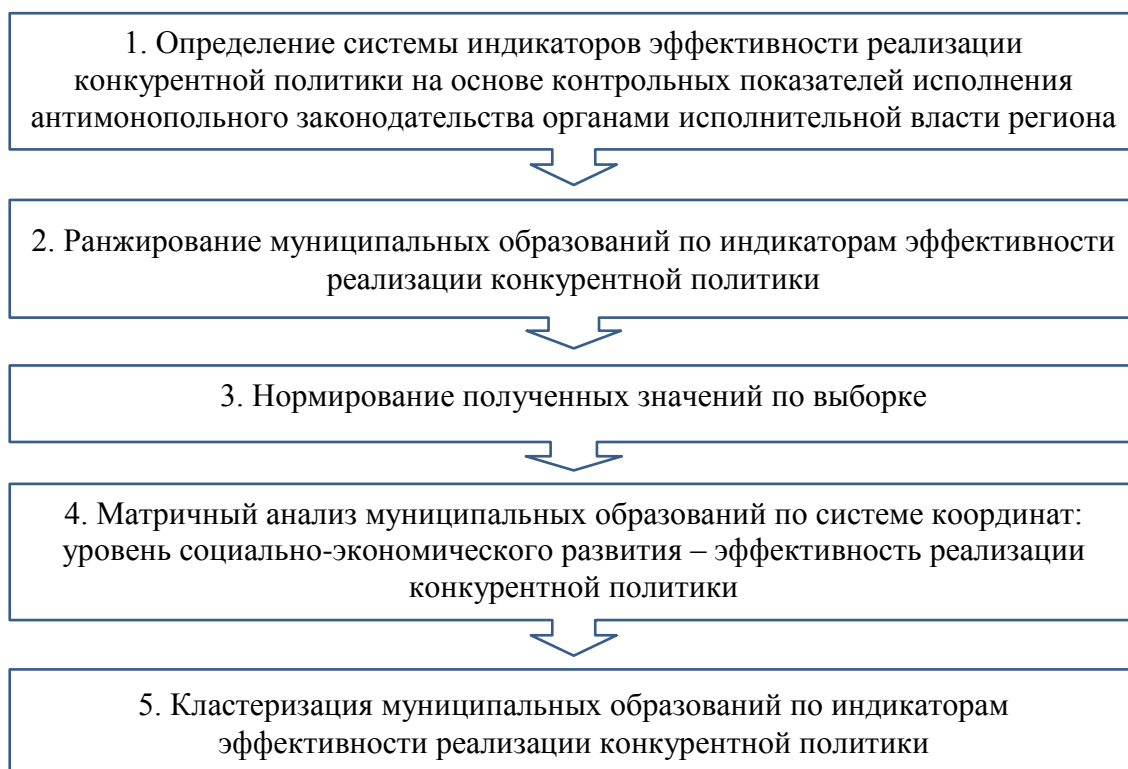 1. Определение системы индикаторов эффективности реализации
конкурентной политики на основе контрольных показателей исполнения
антимонопольного законодательства органами исполнительной власти региона
2. Ранжирование муниципальных образований по индикаторам эффективности
реализации конкурентной политики
3. Нормирование полученных значений по выборке
4. Матричный анализ муниципальных образований по системе координат:
уровень социально-экономического развития – эффективность реализации
конкурентной политики
5. Кластеризация муниципальных образований по индикаторам
эффективности реализации конкурентной политики